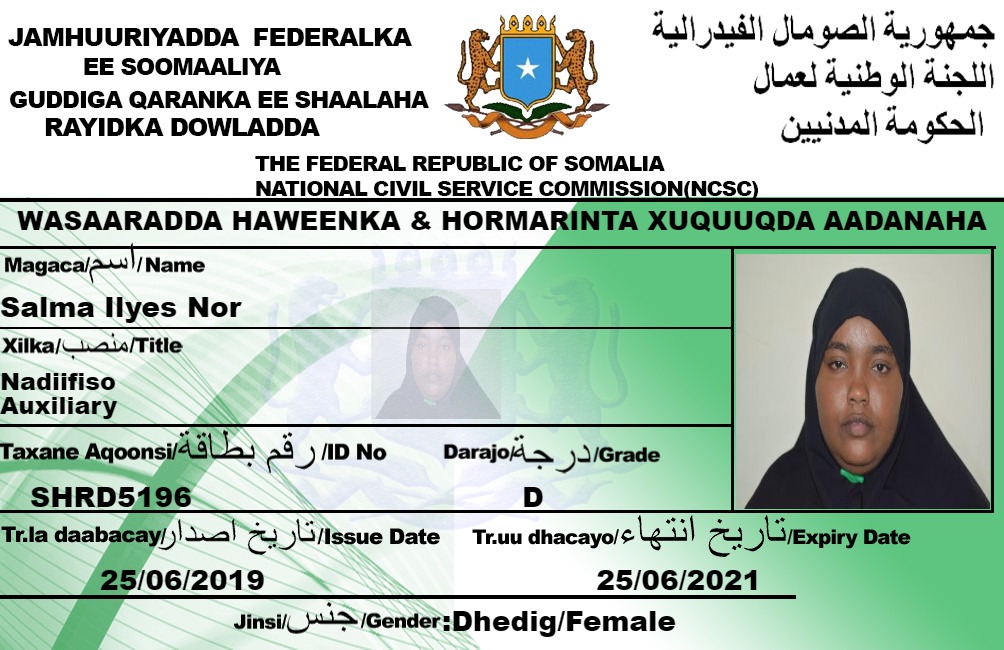 JAMHUURIYADDA FEDERALKA
EE SOOMAALIYA
GUDDIGA QARANKA EE SHAALAHA
RAYIDKA DOWLADDA
جمهورية الصومال الفيدرالية
اللجنة الوطنية لعمال
الحكومة المدنيين
THE FEDERAL REPUBLIC OF SOMALIA
NATIONAL CIVIL SERVICE COMMISSION(NCSC)
WASAARADDA HAWEENKA & HORMARINTA XUQUUQDA AADANAHA
Magaca/اسم/Name
Salma Ilyes Nor
Xilka/منصب/Title
Nadiifiso
Auxiliary
Taxane Aqoonsi/رقم بطاقة/ID No
SHRD5196
Darajo/درجة/Grade
D
Tr.la daabacay/تاريخ اصدار/Issue Date
25/06/2019
Tr.uu dhacayo/تاريخ انتهاء/Expiry Date
25/06/2021
Jinsi/جنس/Gender:Dhedig/Female